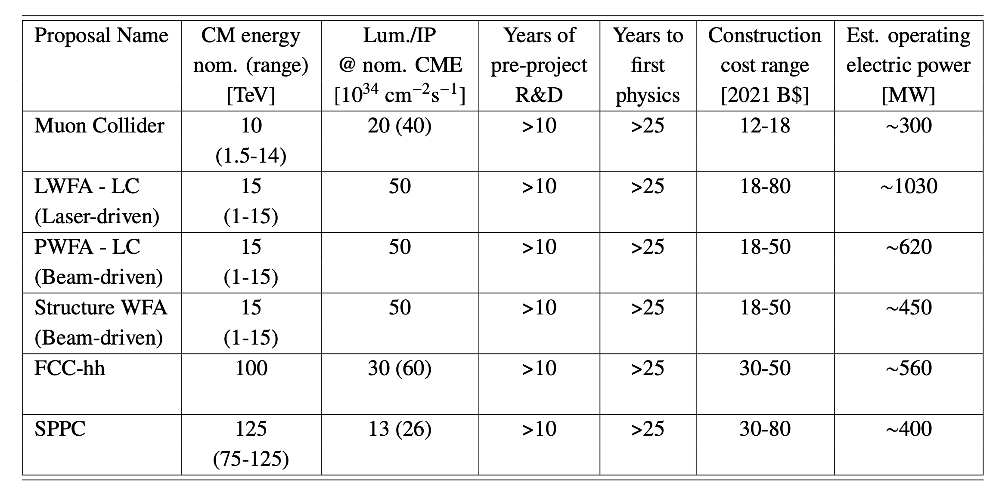 Proposal Name | CM energy nom. (range) [TeV] | Lum./IP @ nom. CME [10³⁴ cm⁻²s⁻¹] | Years of pre-project R&D | Years to first physics | Construction cost range [2021 B$] | Est. operating electric power [MW]
Muon Collider | 10 (1.5-14) | 20 (40) | >10 | >25 | 12-18 | ~300
LWFA - LC (Laser-driven) | 15 (1-15) | 50 | >10 | >25 | 18-80 | ~1030
PWFA - LC (Beam-driven) | 15 (1-15) | 50 | >10 | >25 | 18-50 | ~620
Structure WFA (Beam-driven) | 15 (1-15) | 50 | >10 | >25 | 18-50 | ~450
FCC-hh | 100 | 30 (60) | >10 | >25 | 30-50 | ~560
SPPC | 125 (75-125) | 13 (26) | >10 | >25 | 30-80 | ~400